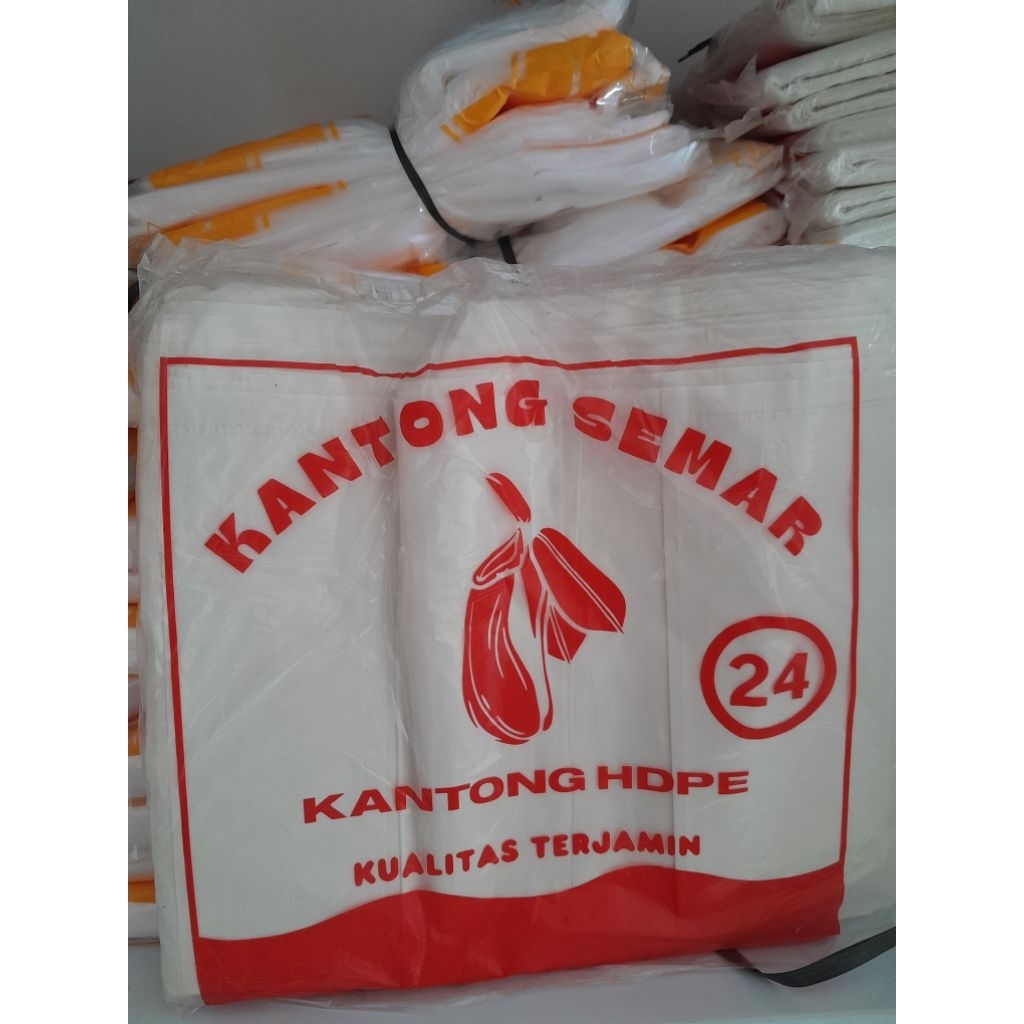 KANTONG SEMAR
24
KANTONG HDPE
KUALITAS TERJAMIN